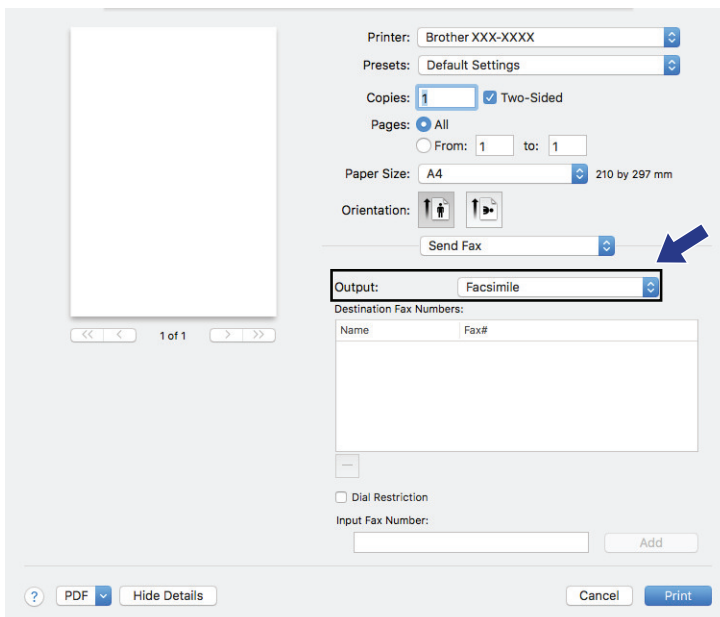 Printer: Brother XXX-XXXX
Presets: Default Settings
Copies: 1 Two-Sided
Pages: All
From: 1 to: 1
Paper Size: A4 210 by 297 mm
Orientation:
Send Fax
Output: Facsimile
Destination Fax Numbers:
Name Fax#
<< < 1 of 1 > >>
Dial Restriction
Input Fax Number:
Add
? PDF Hide Details Cancel Print